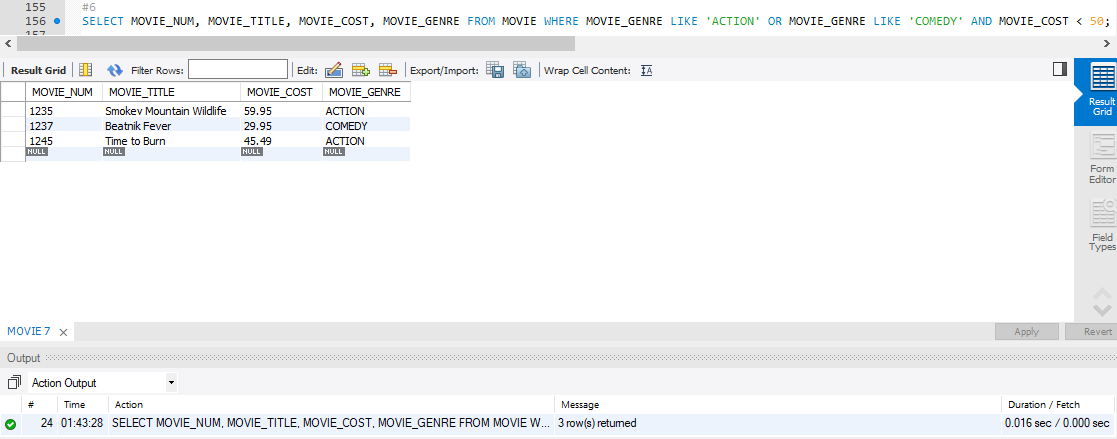 155 #6
156 SELECT MOVIE_NUM, MOVIE_TITLE, MOVIE_COST, MOVIE_GENRE FROM MOVIE WHERE MOVIE_GENRE LIKE 'ACTION' OR MOVIE_GENRE LIKE 'COMEDY' AND MOVIE_COST < 50;
157
Result Grid Filter Rows: Edit: Export/Import: Wrap Cell Content: IA
MOVIE_NUM MOVIE_TITLE MOVIE_COST MOVIE_GENRE
1235 Smokey Mountain Wildlife 59.95 ACTION
1237 Beatnik Fever 29.95 COMEDY
1245 Time to Burn 45.49 ACTION
NULL NULL NULL NULL
Result
Grid
Form
Editor
Field
Types
MOVIE 7 Apply Revert
Output
Action Output
# Time Action Message Duration / Fetch
24 01:43:28 SELECT MOVIE_NUM, MOVIE_TITLE, MOVIE_COST, MOVIE_GENRE FROM MOVIE W... 3 row(s) returned 0.016 sec / 0.000 sec